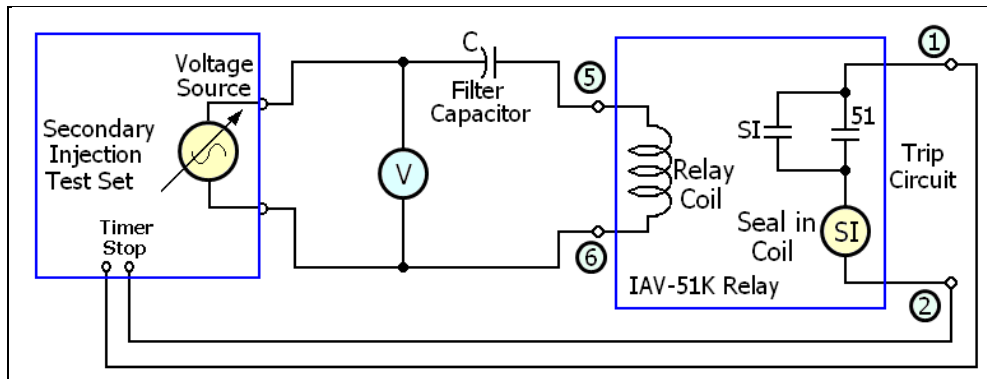 Voltage
Source
Secondary
Injection
Test Set
Timer
Stop
V
C
Filter
Capacitor
5
6
Relay
Coil
SI
51
Seal in
Coil
SI
IAV-51K Relay
1
Trip
Circuit
2